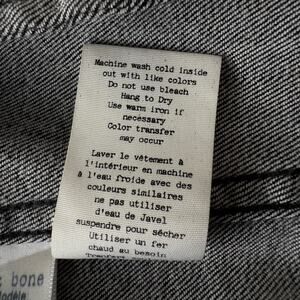 Machine wash cold inside
out with like colors
Do not use bleach
Hang to Dry
Use warm iron if
necessary
Color transfer
may occur
Laver le vêtement à
l'intérieur en machine
à l'eau froide avec des
couleurs similaires
ne pas utiliser
d'eau de Javel
suspendre pour sécher
Utiliser un fer
chaud au besoin
bone